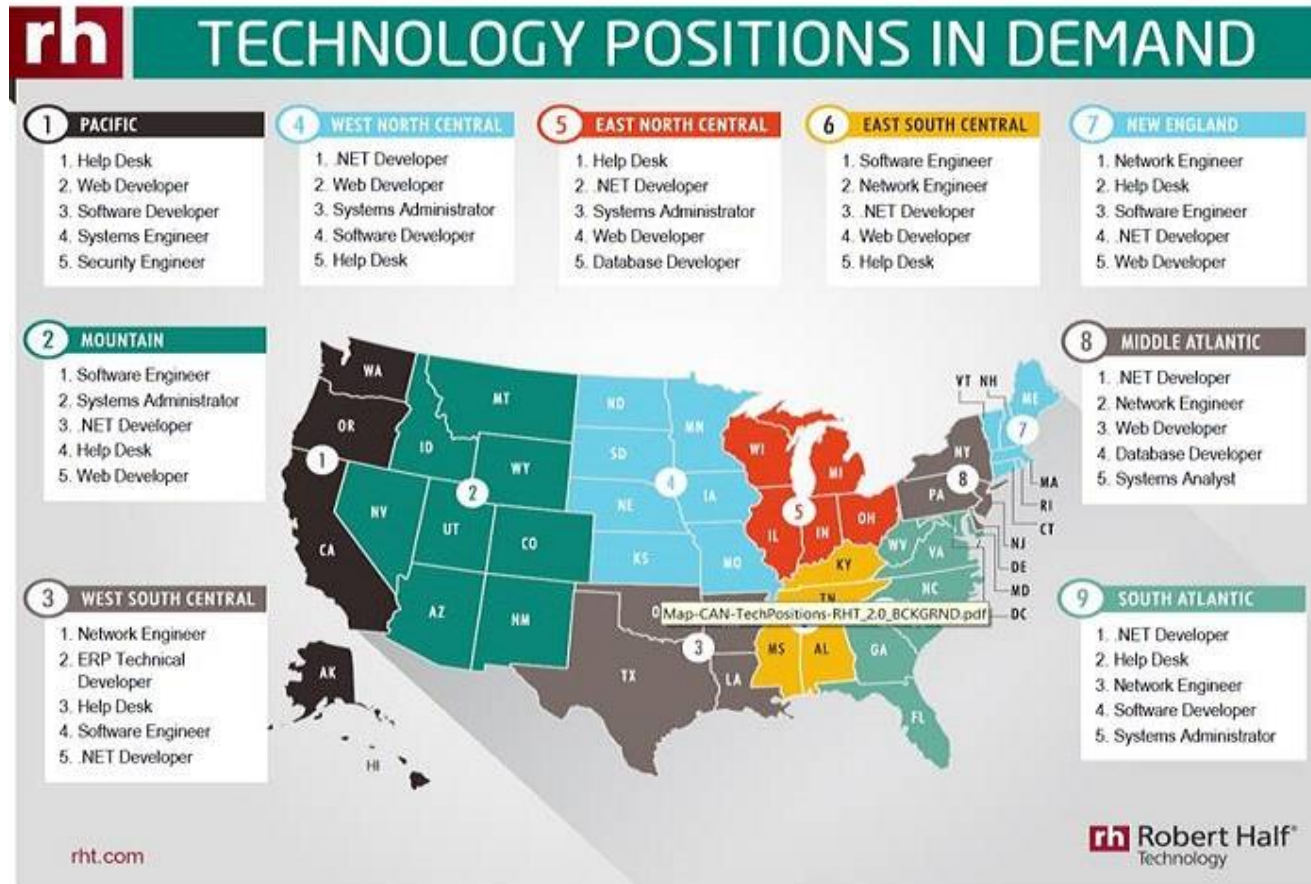 rh TECHNOLOGY POSITIONS IN DEMAND
1 PACIFIC
1. Help Desk
2. Web Developer
3. Software Developer
4. Systems Engineer
5. Security Engineer
4 WEST NORTH CENTRAL
1. .NET Developer
2. Web Developer
3. Systems Administrator
4. Software Developer
5. Help Desk
5 EAST NORTH CENTRAL
1. Help Desk
2. .NET Developer
3. Systems Administrator
4. Web Developer
5. Database Developer
6 EAST SOUTH CENTRAL
1. Software Engineer
2. Network Engineer
3. .NET Developer
4. Web Developer
5. Help Desk
7 NEW ENGLAND
1. Network Engineer
2. Help Desk
3. Software Engineer
4. .NET Developer
5. Web Developer
2 MOUNTAIN
1. Software Engineer
2. Systems Administrator
3. .NET Developer
4. Help Desk
5. Web Developer
8 MIDDLE ATLANTIC
1. .NET Developer
2. Network Engineer
3. Web Developer
4. Database Developer
5. Systems Analyst
3 WEST SOUTH CENTRAL
1. Network Engineer
2. ERP Technical
Developer
3. Help Desk
4. Software Engineer
5. .NET Developer
9 SOUTH ATLANTIC
1. .NET Developer
2. Help Desk
3. Network Engineer
4. Software Developer
5. Systems Administrator
WA
OR
1
CA
AK
HI
MT
ID
WY
2
NV
UT
CO
AZ
NM
ND
MN
SD
4
NE
IA
KS
MO
WI
MI
5
IL
IN
OH
KY
TN
Map-CAN-TechPositions-RHT_2.0_BCKGRND.pdf
3
TX
LA
MS
AL
GA
FL
WV
VA
NC
VT NH
ME
7
NY
8
PA
MA
RI
CT
NJ
DE
MD
DC
rht.com
rh Robert Half®
Technology